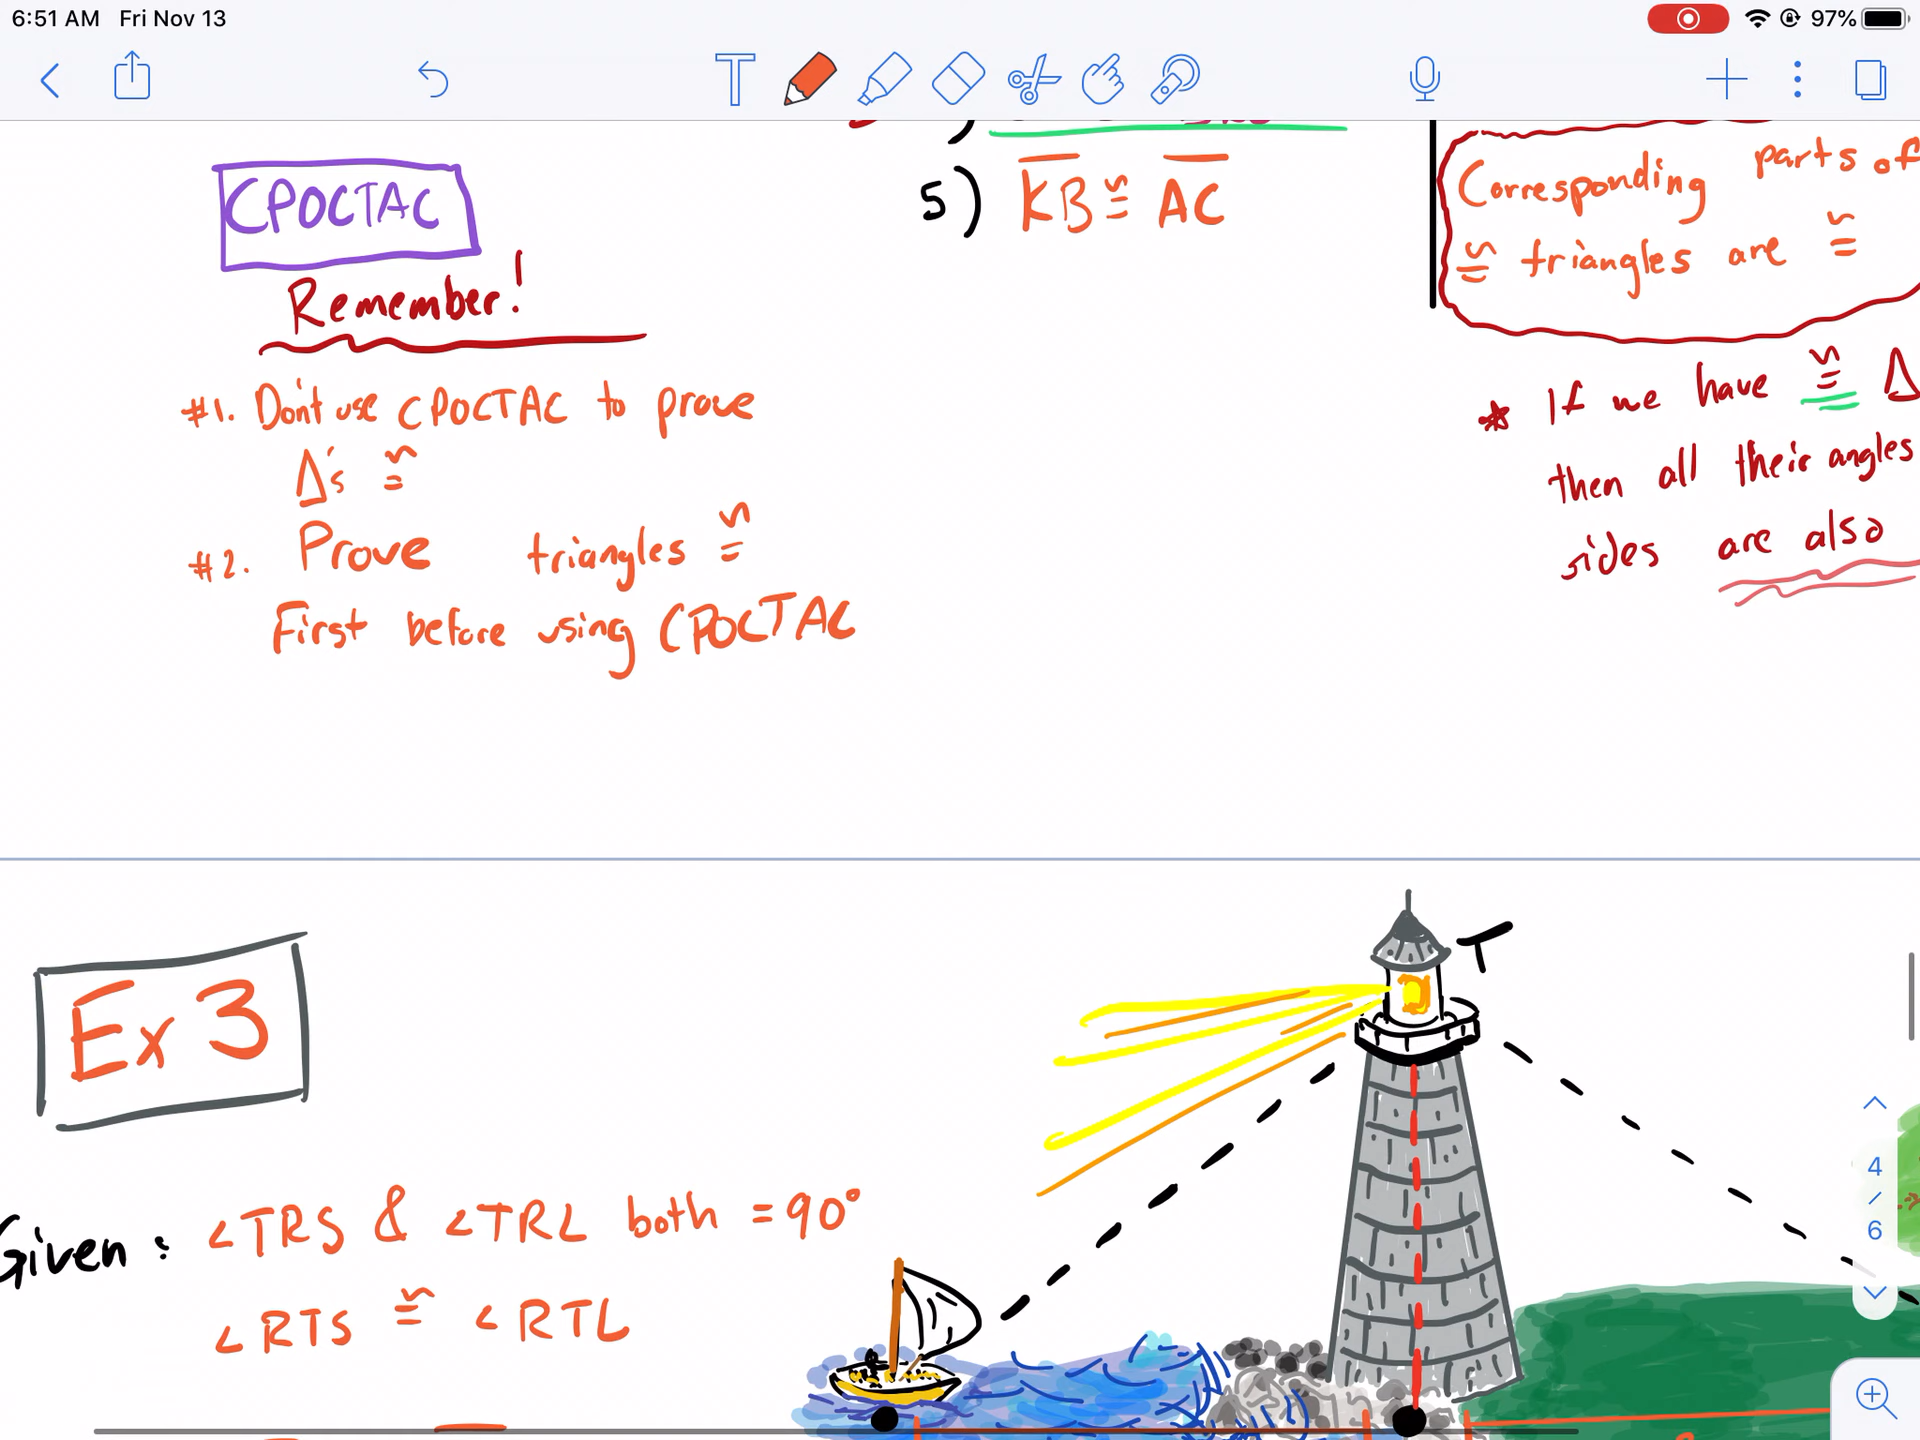 6:51 AM Fri Nov 13
97%
5) KB ≅ AC
Corresponding parts of
≅ triangles are ≅
CPOCTAC
Remember!
#1. Don't use CPOCTAC to prove
Δ's ≅
#2. Prove triangles ≅
First before using CPOCTAC
* If we have ≅ Δ
then all their angles
sides are also
Ex 3
T
Given: ∠TRS & ∠TRL both = 90°
∠RTS ≅ ∠RTL
4
/
6